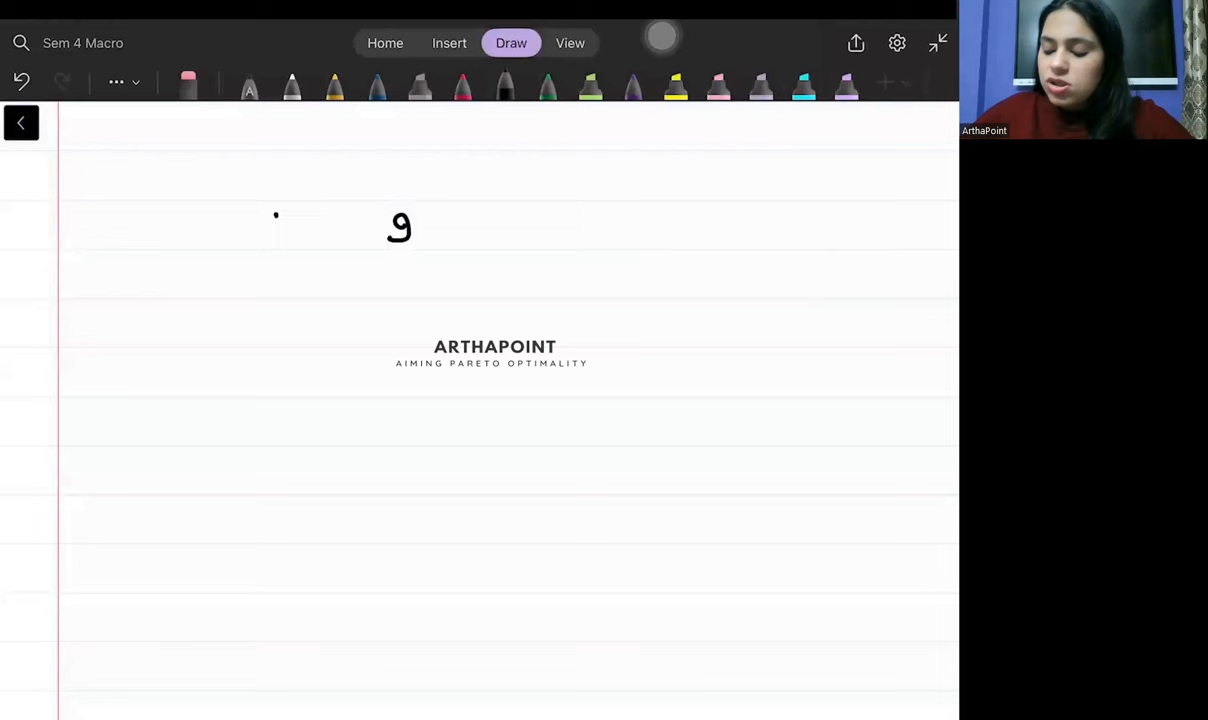 Sem 4 Macro
Home Insert Draw View
A
9
ARTHAPOINT
AIMING PARETO OPTIMALITY
ArthaPoint